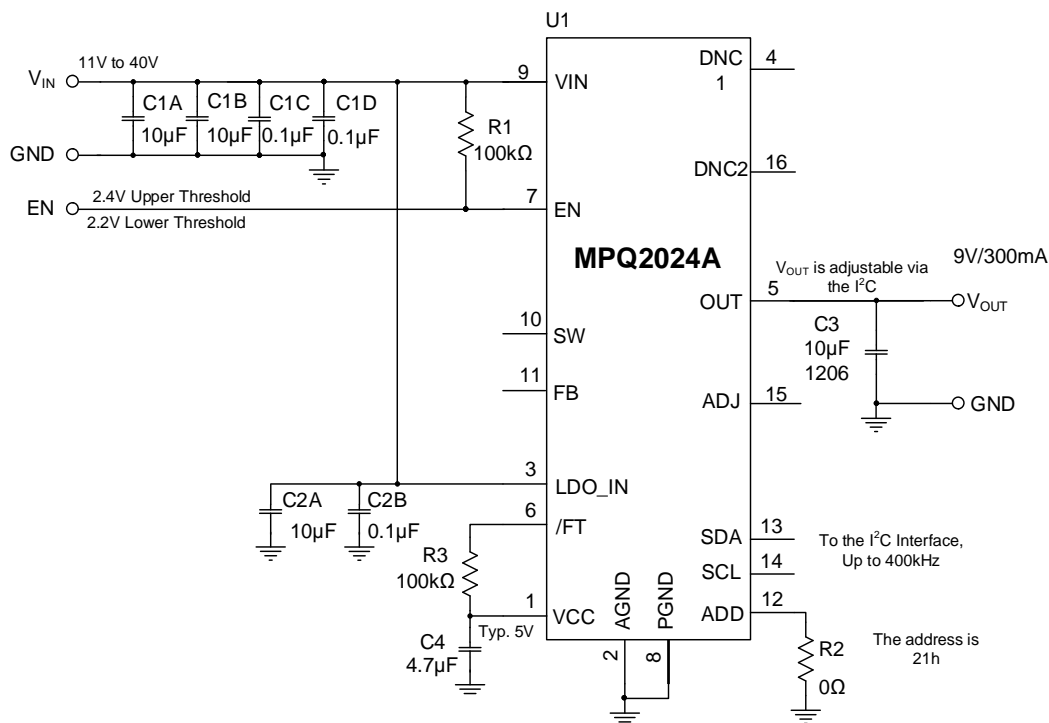 U1
11V to 40V
V_IN
C1A
10µF
C1B
10µF
C1C
0.1µF
C1D
0.1µF
GND
R1
100kΩ
EN
2.4V Upper Threshold
2.2V Lower Threshold
9
VIN
7
EN
MPQ2024A
10
SW
11
FB
3
LDO_IN
C2A
10µF
C2B
0.1µF
6
/FT
R3
100kΩ
1
VCC
Typ. 5V
C4
4.7µF
AGND
2
PGND
8
DNC
1
4
DNC2
16
9V/300mA
V_OUT is adjustable via
the I²C
OUT
5
V_OUT
C3
10µF
1206
ADJ
15
GND
SDA
13
SCL
14
To the I²C Interface,
Up to 400kHz
ADD
12
R2
0Ω
The address is
21h